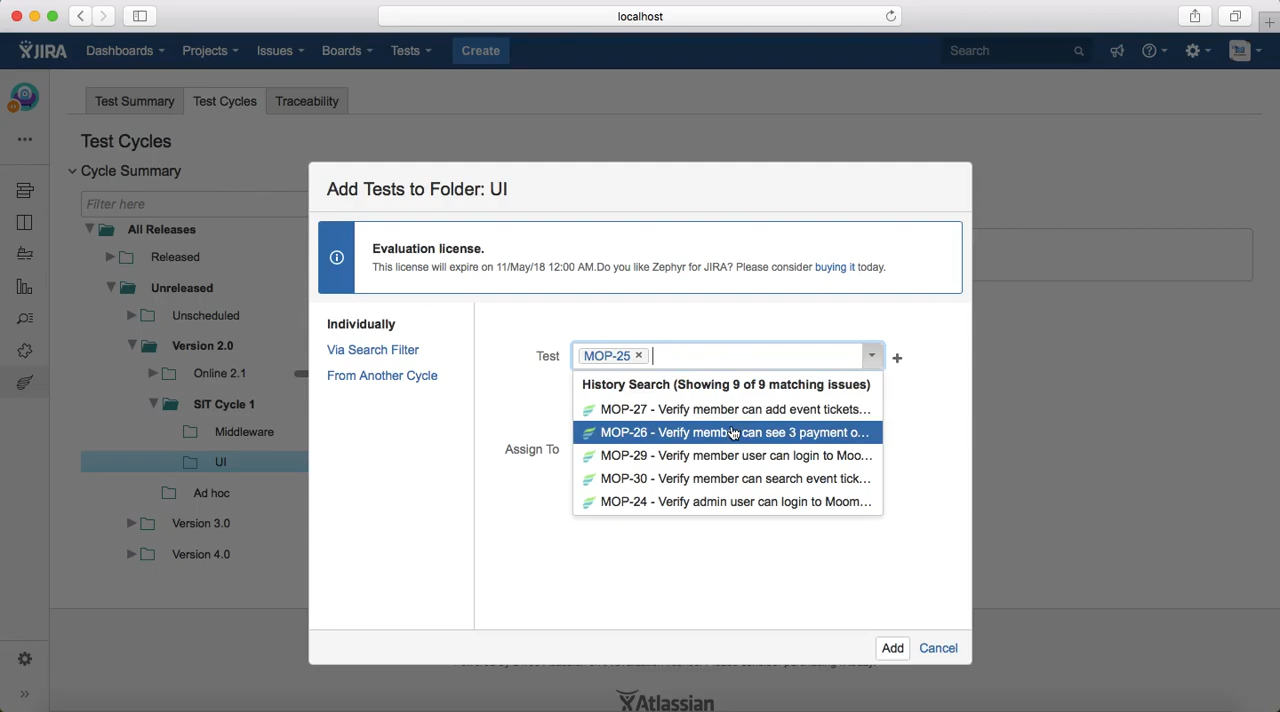 localhost
JIRA
Dashboards
Projects
Issues
Boards
Tests
Create
Search
Test Summary
Test Cycles
Traceability
Test Cycles
Cycle Summary
Filter here
All Releases
Released
Unreleased
Unscheduled
Version 2.0
Online 2.1
SIT Cycle 1
Middleware
UI
Ad hoc
Version 3.0
Version 4.0
Add Tests to Folder: UI
Evaluation license.
This license will expire on 11/May/18 12:00 AM.Do you like Zephyr for JIRA? Please consider buying it today.
Individually
Via Search Filter
From Another Cycle
Test
MOP-25 ×
History Search (Showing 9 of 9 matching issues)
MOP-27 - Verify member can add event tickets...
MOP-26 - Verify member can see 3 payment o...
MOP-29 - Verify member user can login to Moo...
MOP-30 - Verify member can search event tick...
MOP-24 - Verify admin user can login to Moom...
Assign To
Add
Cancel
Atlassian